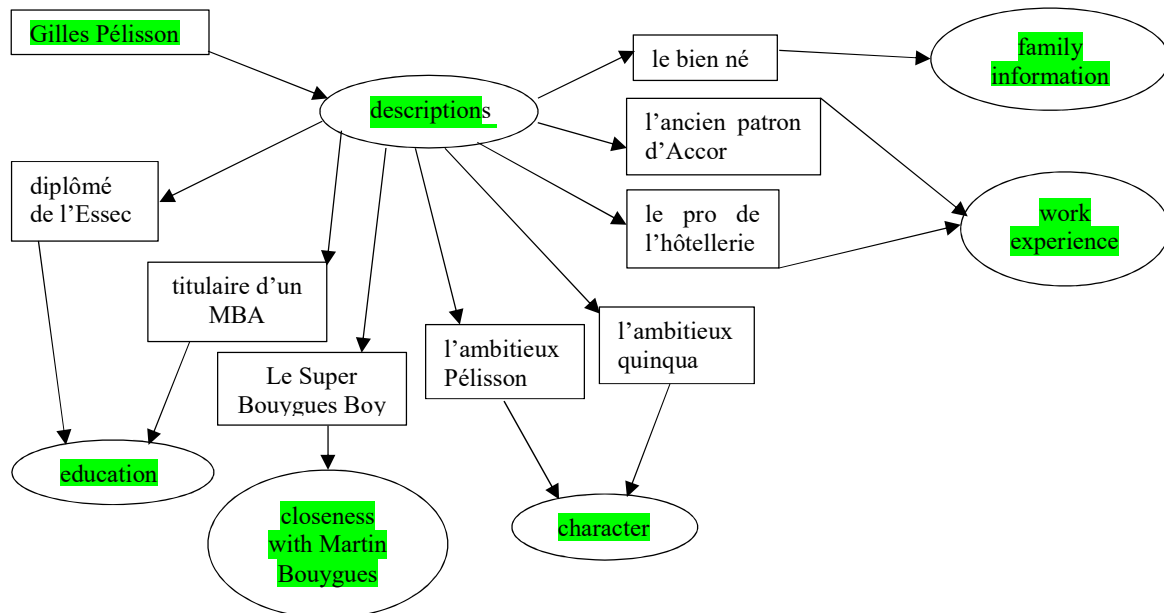 Gilles Pélisson
descriptions
le bien né
family
information
l'ancien patron
d'Accor
le pro de
l'hôtellerie
work
experience
diplômé
de l'Essec
titulaire d'un
MBA
Le Super
Bouygues Boy
l'ambitieux
Pélisson
l'ambitieux
quinqua
education
closeness
with Martin
Bouygues
character